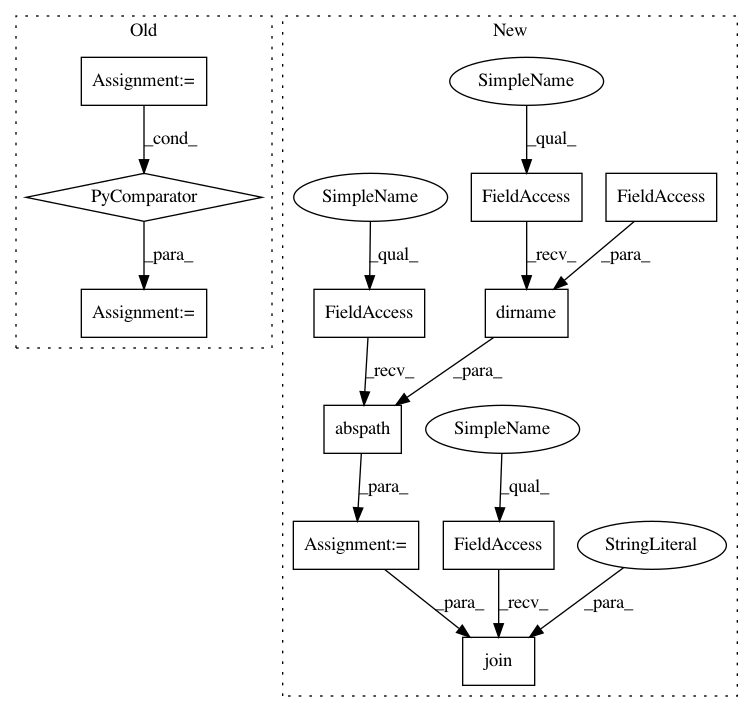 Old
New
Assignment:=
SimpleName
_cond_
_qual_
PyComparator
SimpleName
FieldAccess
FieldAccess
_para_
_qual_
_recv_
_para_
Assignment:=
FieldAccess
dirname
_recv_
_para_
abspath
SimpleName
_para_
_qual_
Assignment:=
FieldAccess
StringLiteral
_para_
_recv_
_para_
join